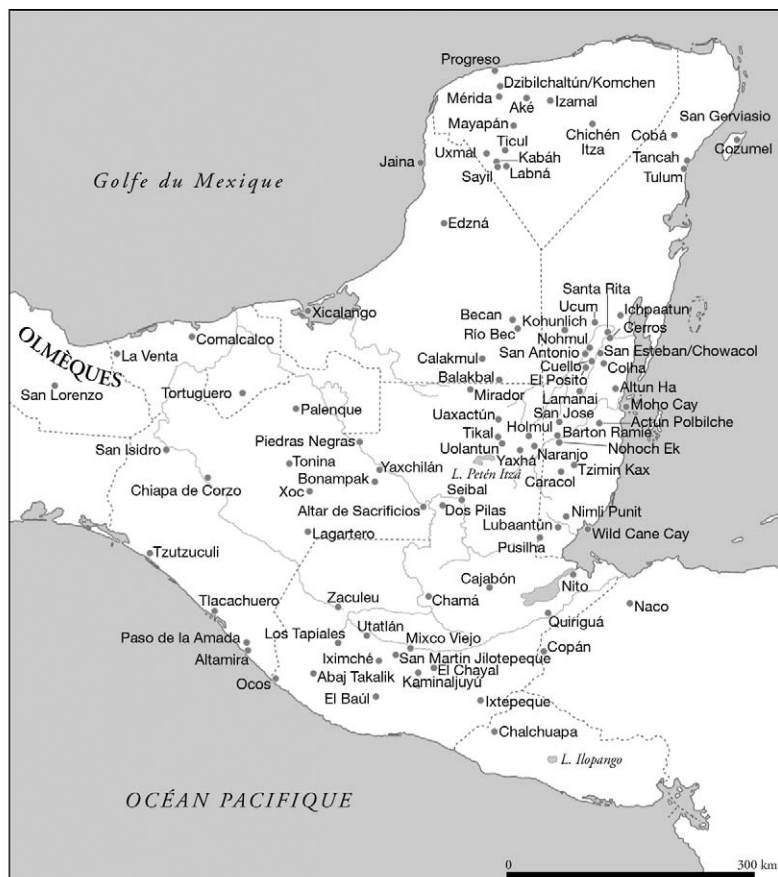 Progreso
Dzibilchaltún/Komchen
Mérida
Aké
Izamal
San Gerviasio
Mayapán
Chichén
Itza
Cobá
Cozumel
Ticul
Uxmal
Kabáh
Jaina
Sayil
Labná
Tancah
Tulum
Golfe du Mexique
Edzná
Santa Rita
Ucum
Ichpaatun
Xicalango
Becan
Kohunlich
Cerros
Río Bec
Nohmul
OLMÈQUES
Comalcalco
San Antonio
San Esteban/Chowacol
La Venta
Calakmul
Cuello
Colha
Balakbal
El Posito
San Lorenzo
Tortuguero
Mirador
Lamanai
Altun Ha
Moho Cay
Palenque
Uaxactún
San Jose
Actun Polbilche
Holmul
Barton Ramie
Tikal
Piedras Negras
Uolantun
Nohoch Ek
San Isidro
Yaxhá
Naranjo
Tonina
Yaxchilán
L. Petén Itzá
Tzimin Kax
Bonampak
Caracol
Chiapa de Corzo
Xoc
Seibal
Altar de Sacrificios
Dos Pilas
Nimli Punit
Lubaantùn
Wild Cane Cay
Lagartero
Pusilha
Tzutzuculi
Cajabón
Nito
Zaculeu
Chamá
Naco
Tlacachuero
Quiriguá
Utatlán
Los Tapiales
Mixco Viejo
Paso de la Amada
Copán
Altamira
Iximché
San Martin Jilotepeque
El Chayal
Abaj Takalik
Kaminaljuyú
Ocos
El Baúl
Ixtepeque
Chalchuapa
L. Ilopango
OCÉAN PACIFIQUE
0
300 km